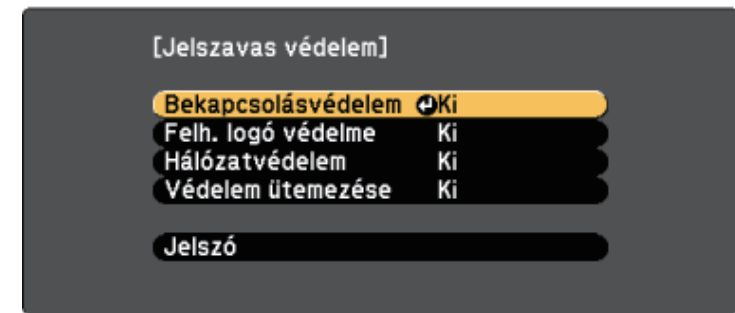 [Jelszavas védelem]
Bekapcsolásvédelem Ki
Felh. logó védelme Ki
Hálózatvédelem Ki
Védelem ütemezése Ki
Jelszó